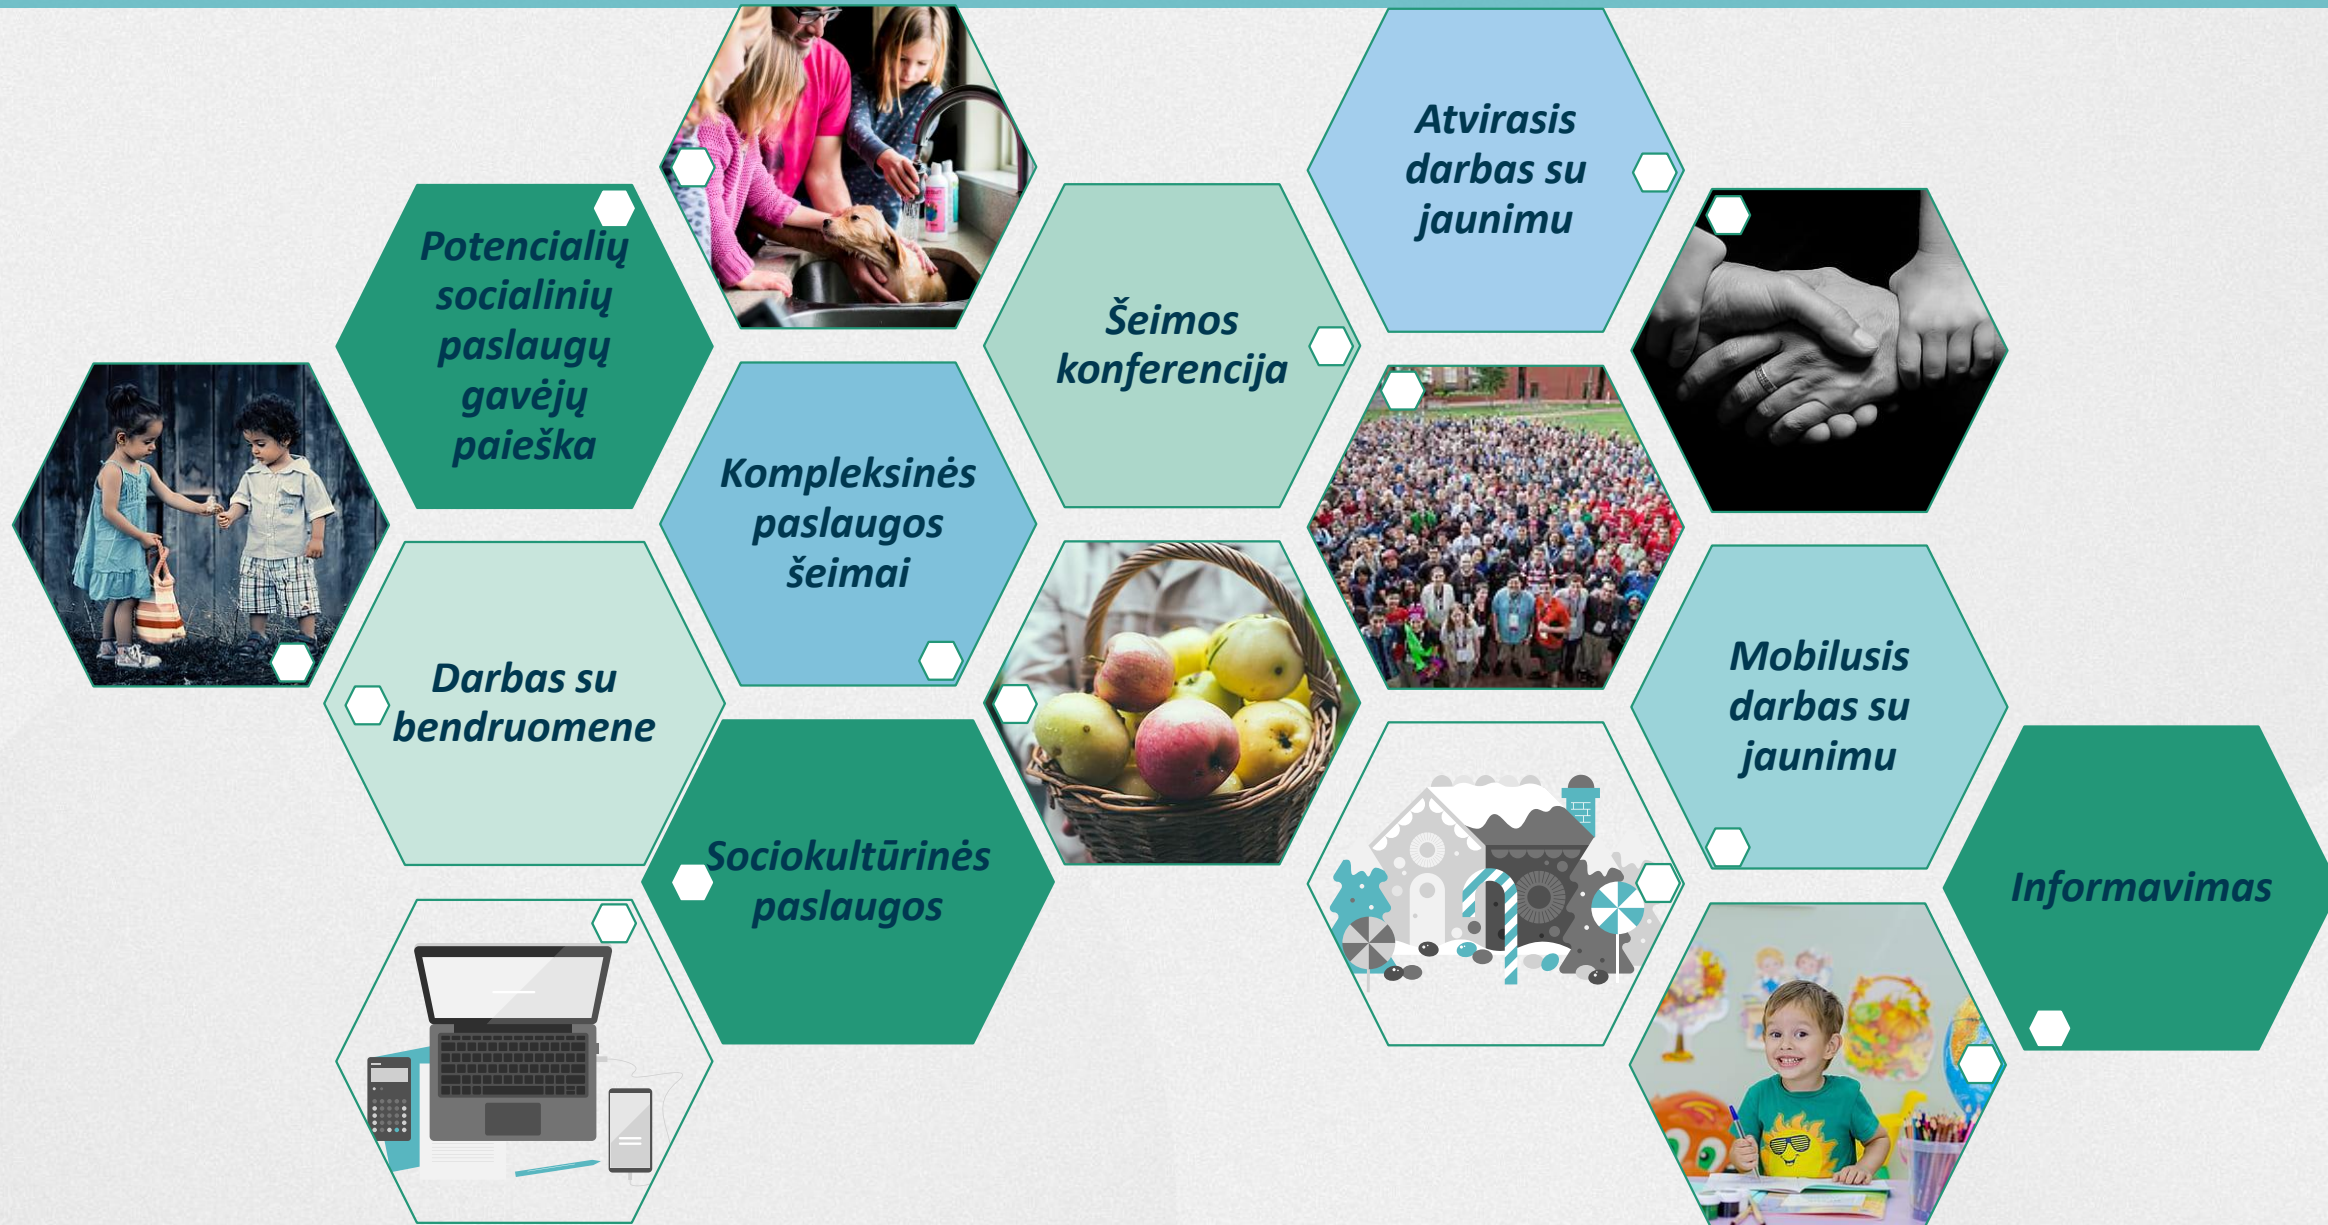 Potencialių
socialinių
paslaugų
gavėjų
paieška
Darbas su
bendruomene
Kompleksinės
paslaugos
šeimai
Sociokultūrinės
paslaugos
Šeimos
konferencija
Atvirasis
darbas su
jaunimu
Mobilusis
darbas su
jaunimu
Informavimas